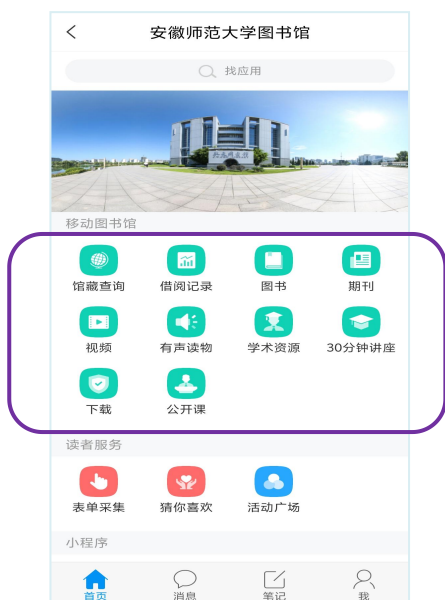 安徽师范大学图书馆
找应用
移动图书馆
馆藏查询 借阅记录 图书 期刊
视频 有声读物 学术资源 30分钟讲座
下载 公开课
读者服务
表单采集 猜你喜欢 活动广场
小程序
首页 消息 笔记 我